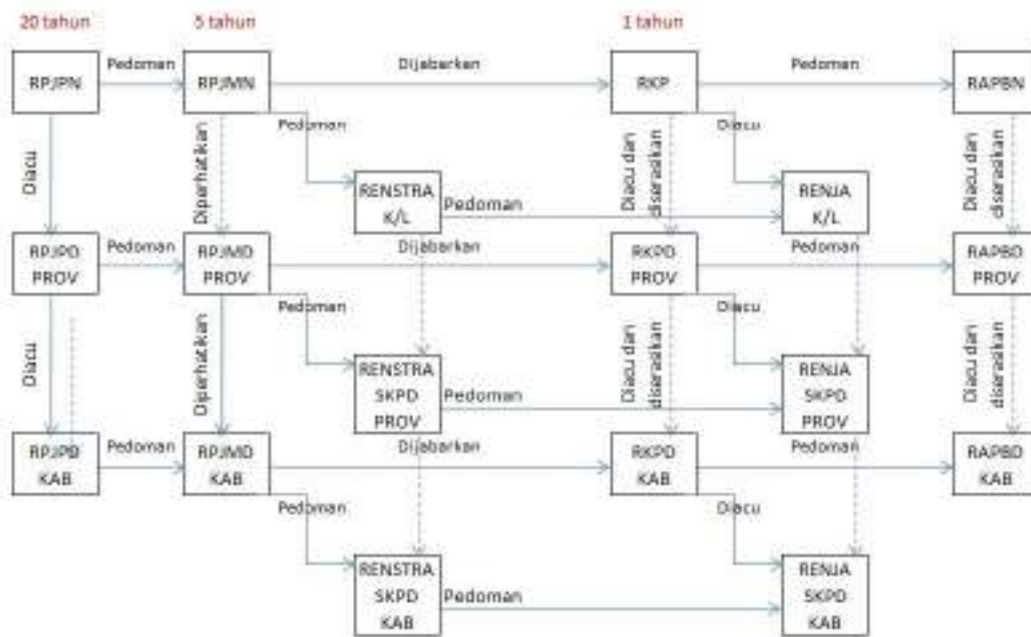 20 tahun
5 tahun
1 tahun
RPJPN
Pedoman
RPJMN
Dijabarkan
RKP
Pedoman
RAPBN
Diacu
Diperhatikan
Pedoman
Diacu dan
diserasikan
Diacu
Diacu dan
diserasikan
RENSTRA
K/L
Pedoman
RENJA
K/L
RPJPD
PROV
Pedoman
RPJMD
PROV
Dijabarkan
RKPD
PROV
Pedoman
RAPBD
PROV
Diacu
Diperhatikan
Pedoman
Diacu dan
diserasikan
Diacu
Diacu dan
diserasikan
RENSTRA
SKPD
PROV
Pedoman
RENJA
SKPD
PROV
RPJPD
KAB
Pedoman
RPJMD
KAB
Dijabarkan
RKPD
KAB
Pedoman
RAPBD
KAB
Pedoman
Diacu
RENSTRA
SKPD
KAB
Pedoman
RENJA
SKPD
KAB